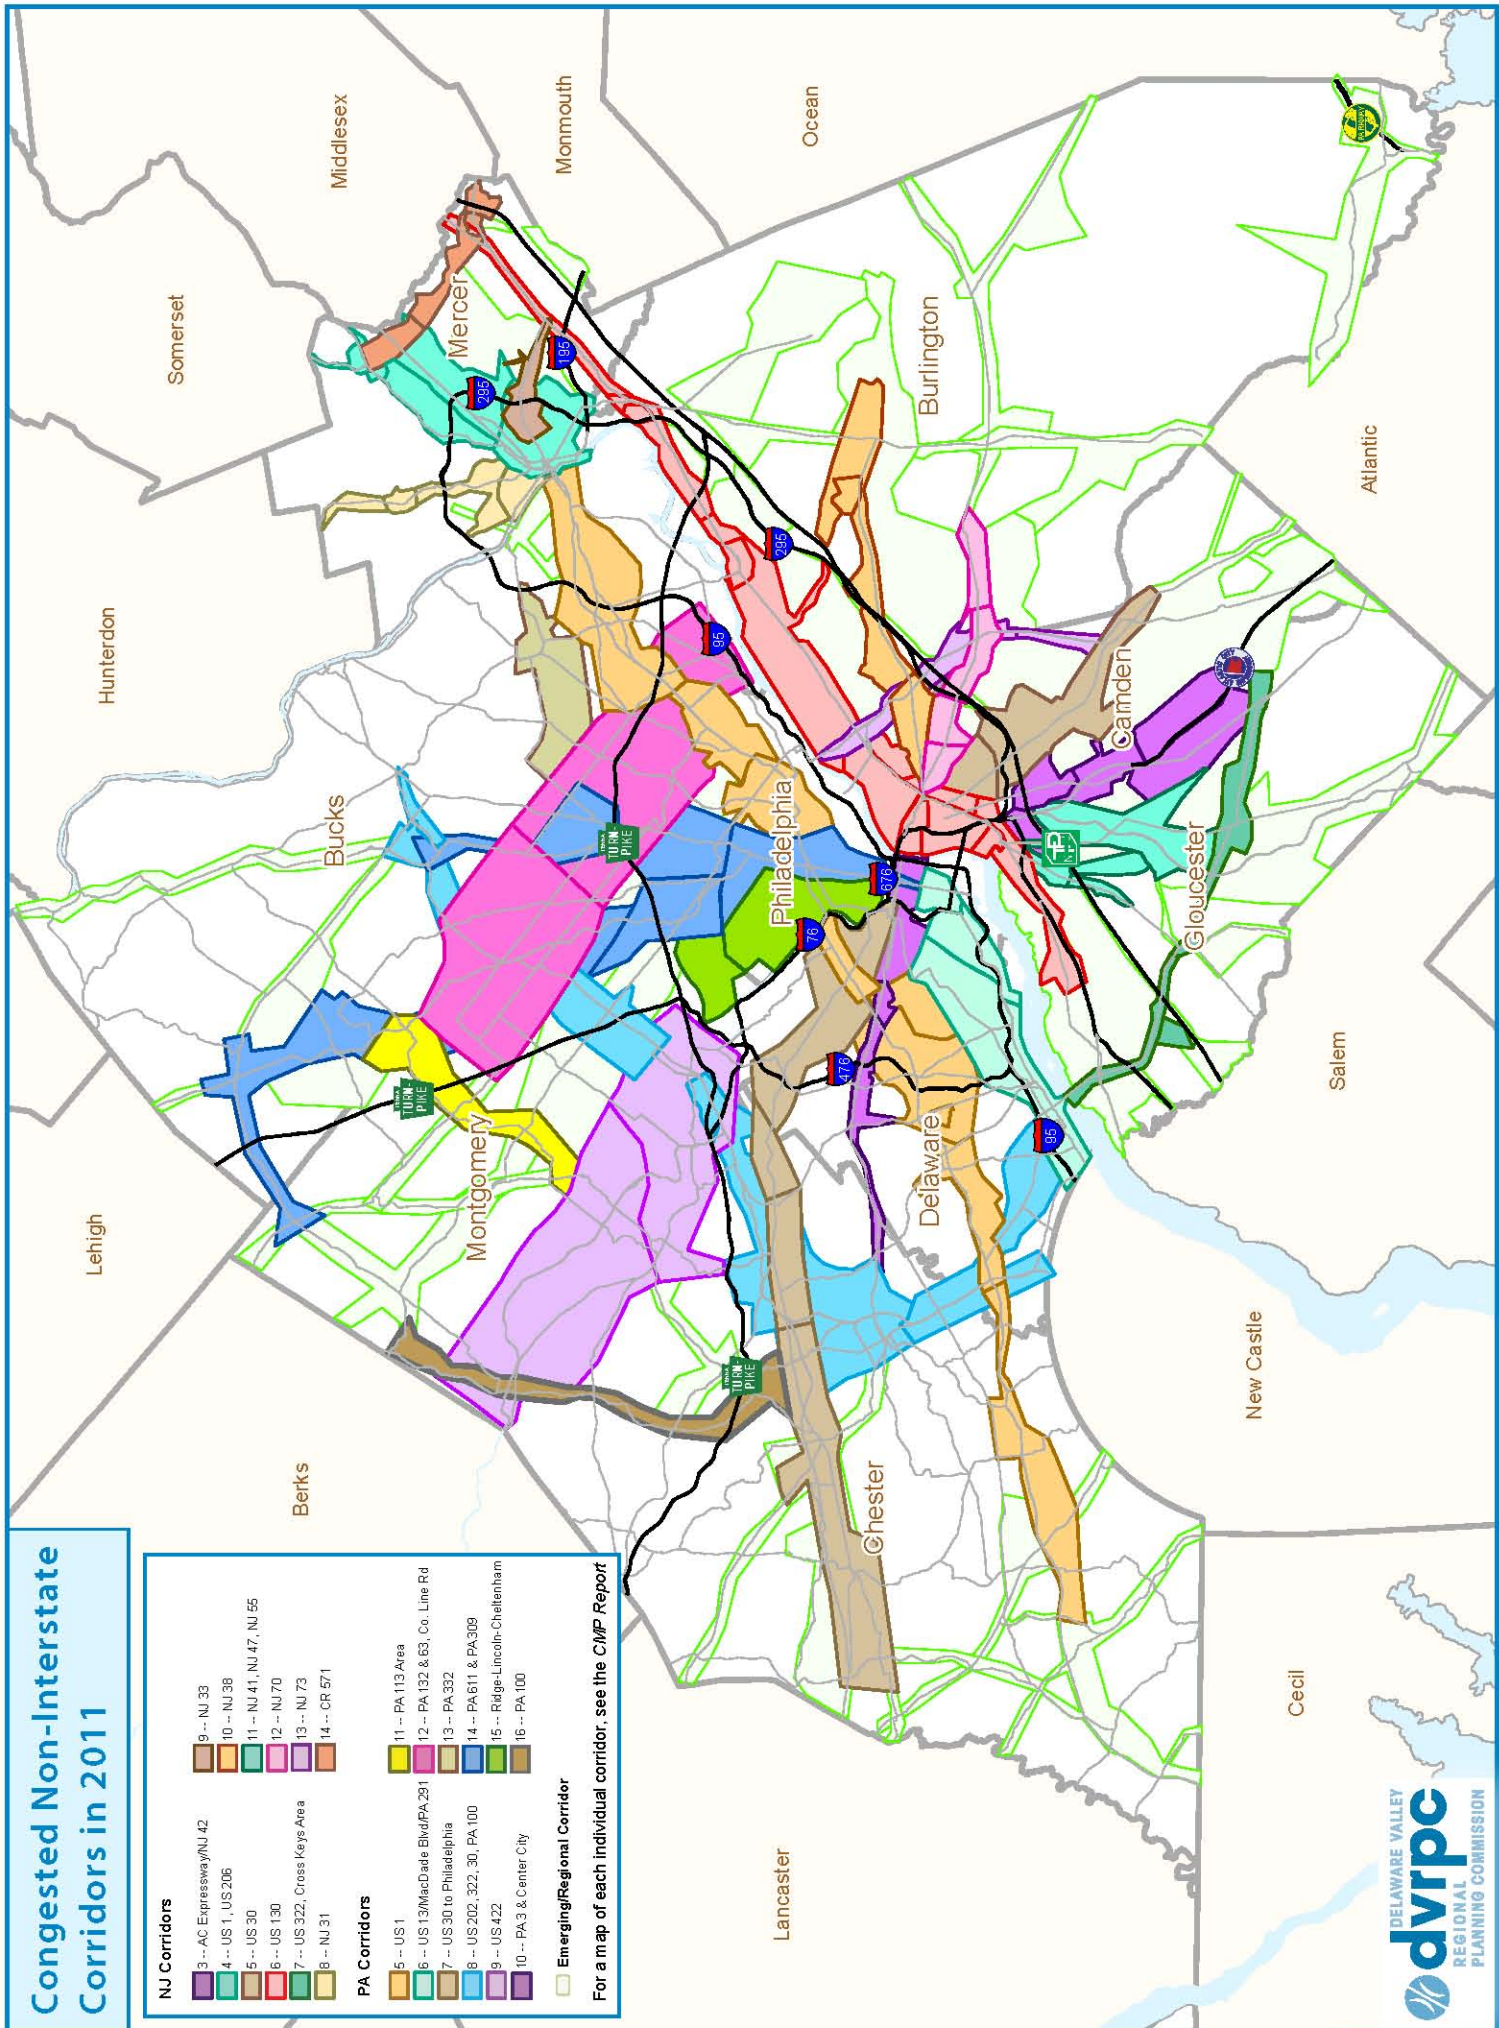 Congested Non-Interstate
Corridors in 2011
NJ Corridors
3 -- AC Expressway/NJ 42
4 -- US 1, US 206
5 -- US 30
6 -- US 130
7 -- US 322, Cross Keys Area
8 -- NJ 31
9 -- NJ 33
10 -- NJ 38
11 -- NJ 41, NJ 47, NJ 55
12 -- NJ 70
13 -- NJ 73
14 -- CR 571
PA Corridors
5 -- US 1
6 -- US 13/MacDade Blvd/PA 291
7 -- US 30 to Philadelphia
8 -- US 202, 322, 30, PA 100
9 -- US 422
10 -- PA 3 & Center City
11 -- PA 113 Area
12 -- PA 132 & 63, Co. Line Rd
13 -- PA 332
14 -- PA 611 & PA 309
15 -- Ridge-Lincoln-Cheltenham
16 -- PA 100
Emerging/Regional Corridor
For a map of each individual corridor, see the CMP Report
Berks
Lehigh
Hunterdon
Somerset
Middlesex
Monmouth
Ocean
Mercer
Bucks
Montgomery
Philadelphia
Burlington
Camden
Gloucester
Delaware
Chester
Atlantic
Salem
New Castle
Cecil
Lancaster
TURN-
PIKE
TURN-
PIKE
TURN-
PIKE
295
195
95
295
676
76
476
95
DELAWARE VALLEY
dvrpc
REGIONAL
PLANNING COMMISSION